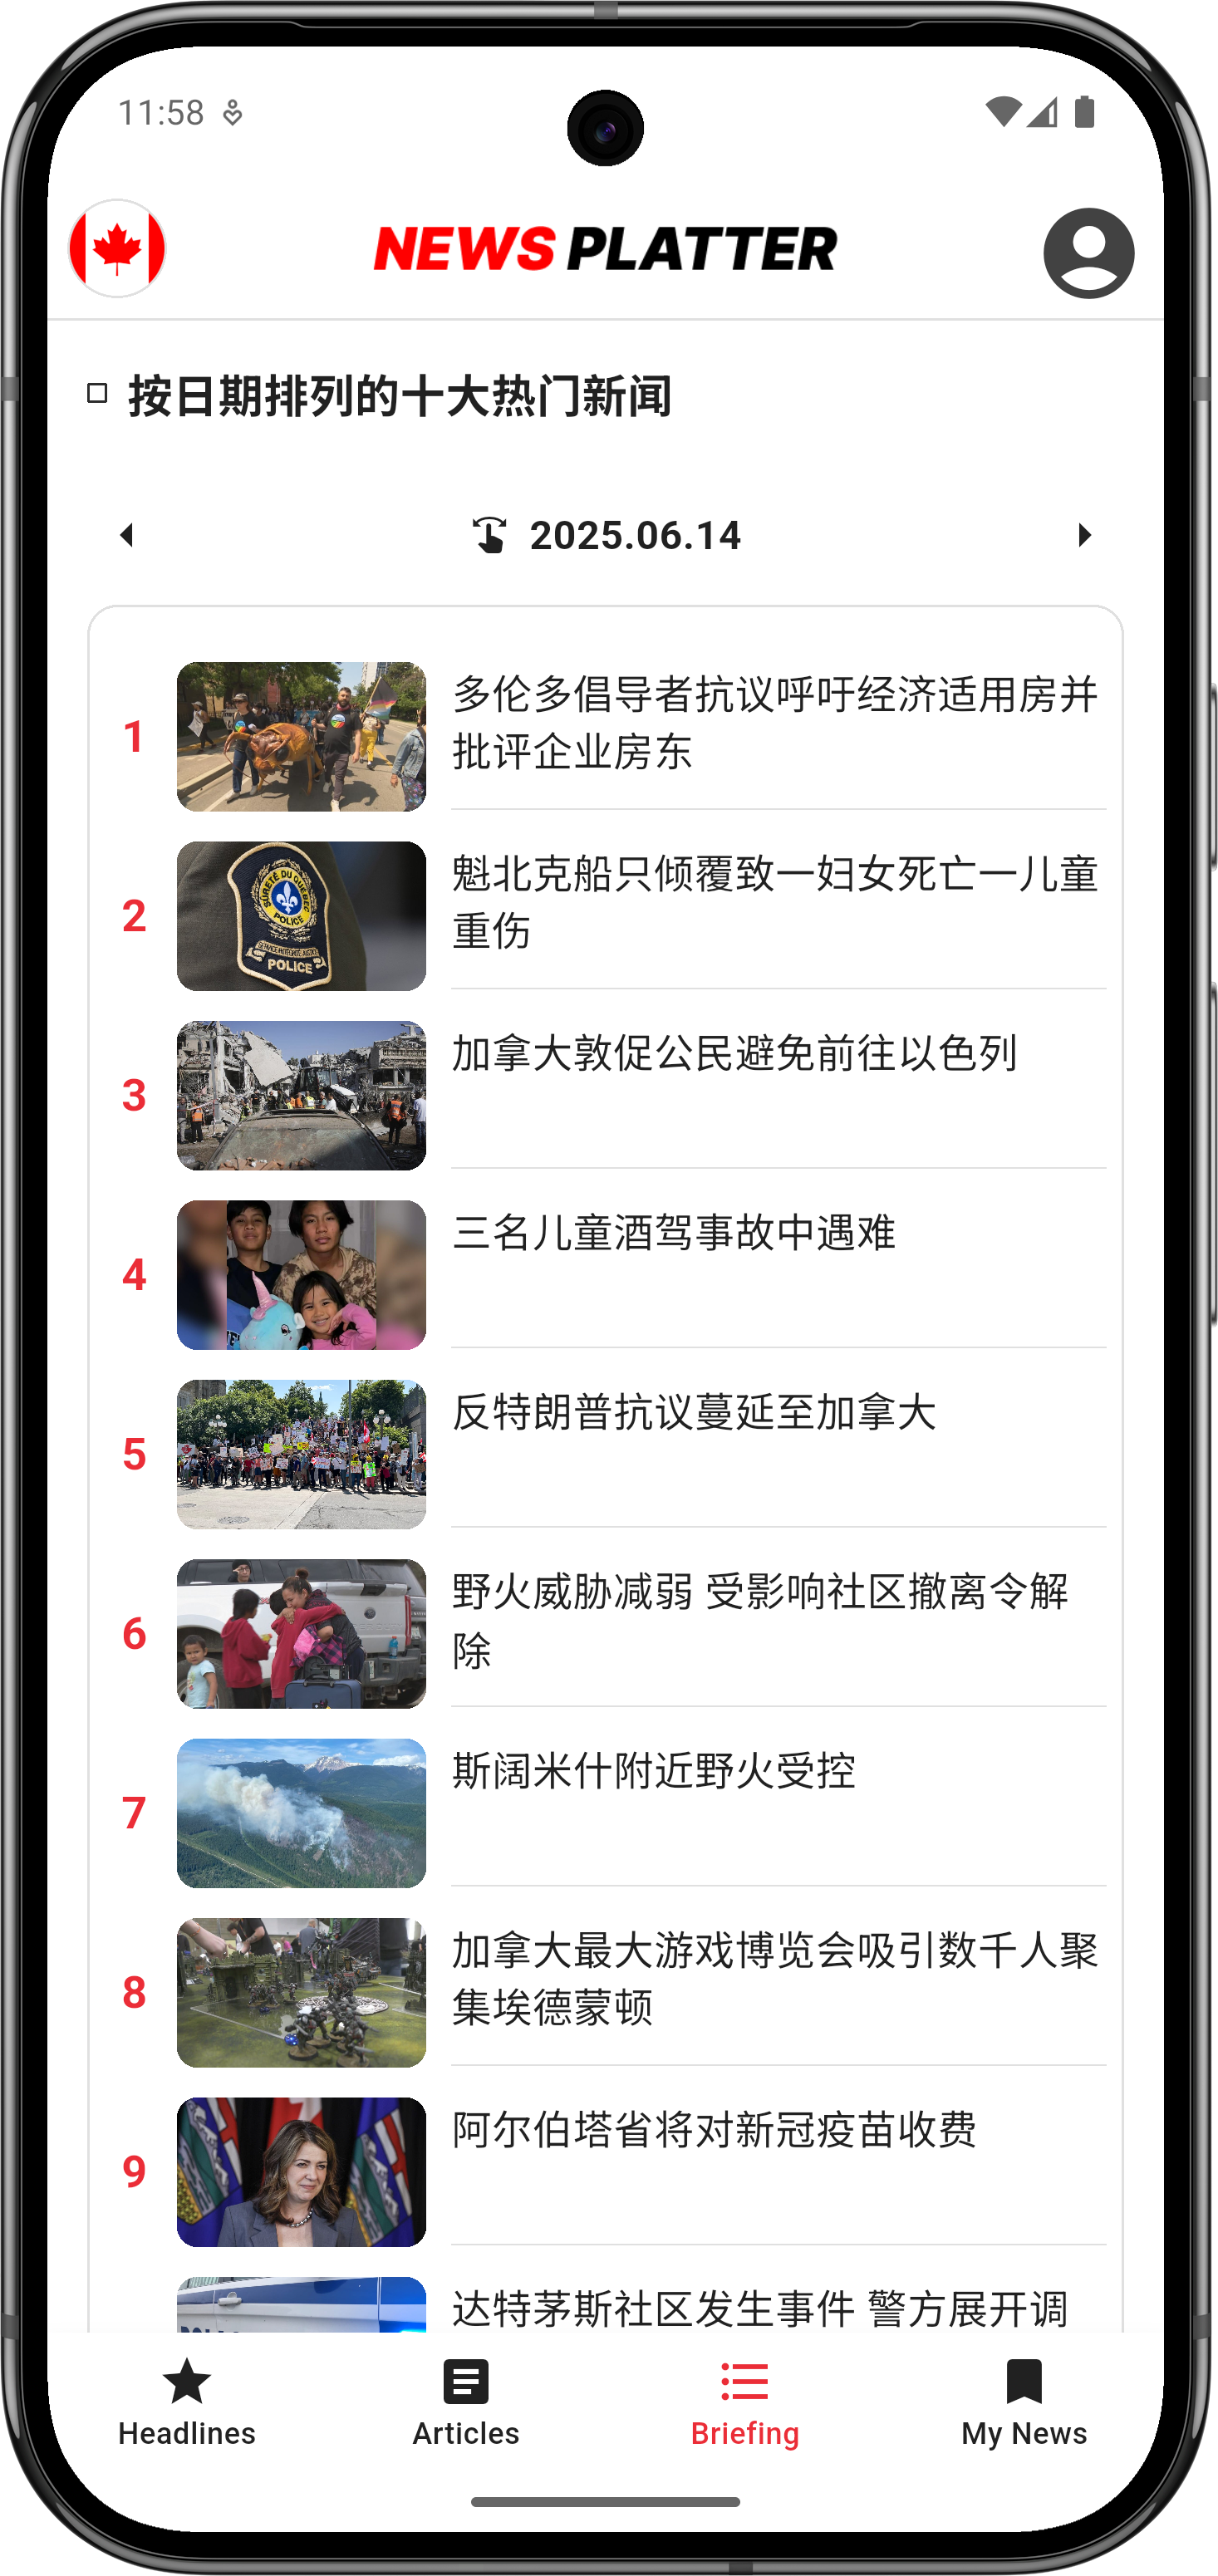 11:58
NEWS PLATTER
按日期排列的十大热门新闻
2025.06.14
1
多伦多倡导者抗议呼吁经济适用房并
批评企业房东
2
SÛRETÉ DU QUÉBEC
POLICE
POLICE
魁北克船只倾覆致一妇女死亡一儿童
重伤
3
加拿大敦促公民避免前往以色列
4
三名儿童酒驾事故中遇难
5
反特朗普抗议蔓延至加拿大
6
野火威胁减弱 受影响社区撤离令解
除
7
斯阔米什附近野火受控
8
加拿大最大游戏博览会吸引数千人聚
集埃德蒙顿
9
阿尔伯塔省将对新冠疫苗收费
达特茅斯社区发生事件 警方展开调
Headlines
Articles
Briefing
My News